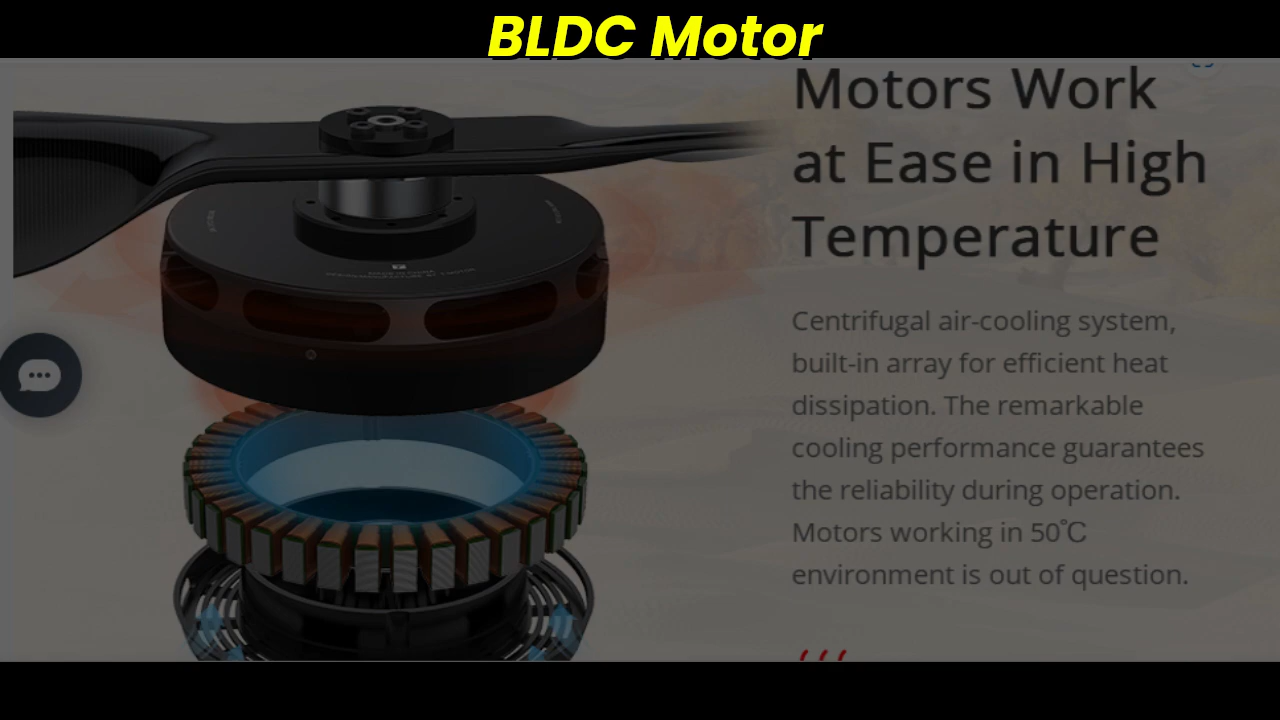 BLDC Motor
Motors Work
at Ease in High
Temperature
Centrifugal air-cooling system,
built-in array for efficient heat
dissipation. The remarkable
cooling performance guarantees
the reliability during operation.
Motors working in 50℃
environment is out of question.